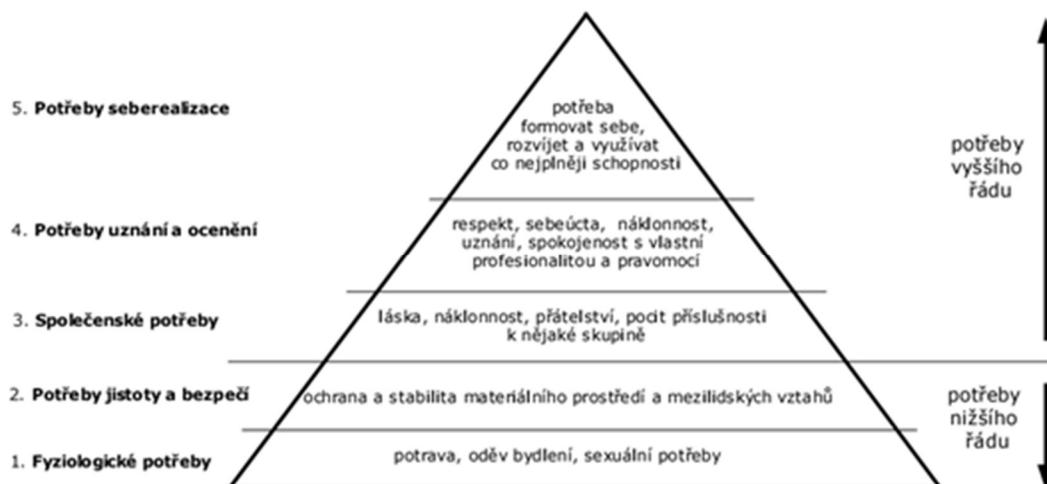 5. Potřeby seberealizace
potřeba
formovat sebe,
rozvíjet a využívat
co nejplněji schopnosti
potřeby
vyššího
řádu
4. Potřeby uznání a ocenění
respekt, sebeúcta, náklonnost,
uznání, spokojenost s vlastní
profesionalitou a pravomocí
3. Společenské potřeby
láska, náklonnost, přátelství, pocit příslušnosti
k nějaké skupině
2. Potřeby jistoty a bezpečí
ochrana a stabilita materiálního prostředí a mezilidských vztahů
potřeby
nižšího
řádu
1. Fyziologické potřeby
potrava, oděv bydlení, sexuální potřeby